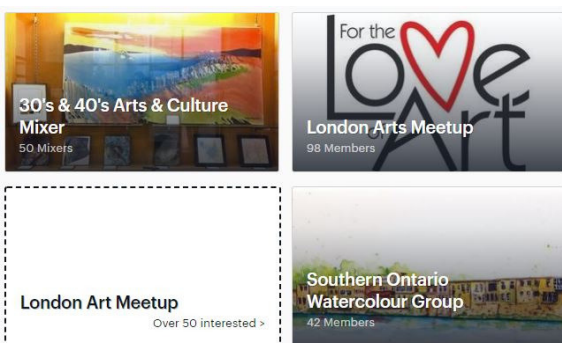 30's & 40's Arts & Culture
Mixer
50 Mixers
For the
Love
of
Art
London Arts Meetup
98 Members
London Art Meetup
Over 50 interested >
Southern Ontario
Watercolour Group
42 Members